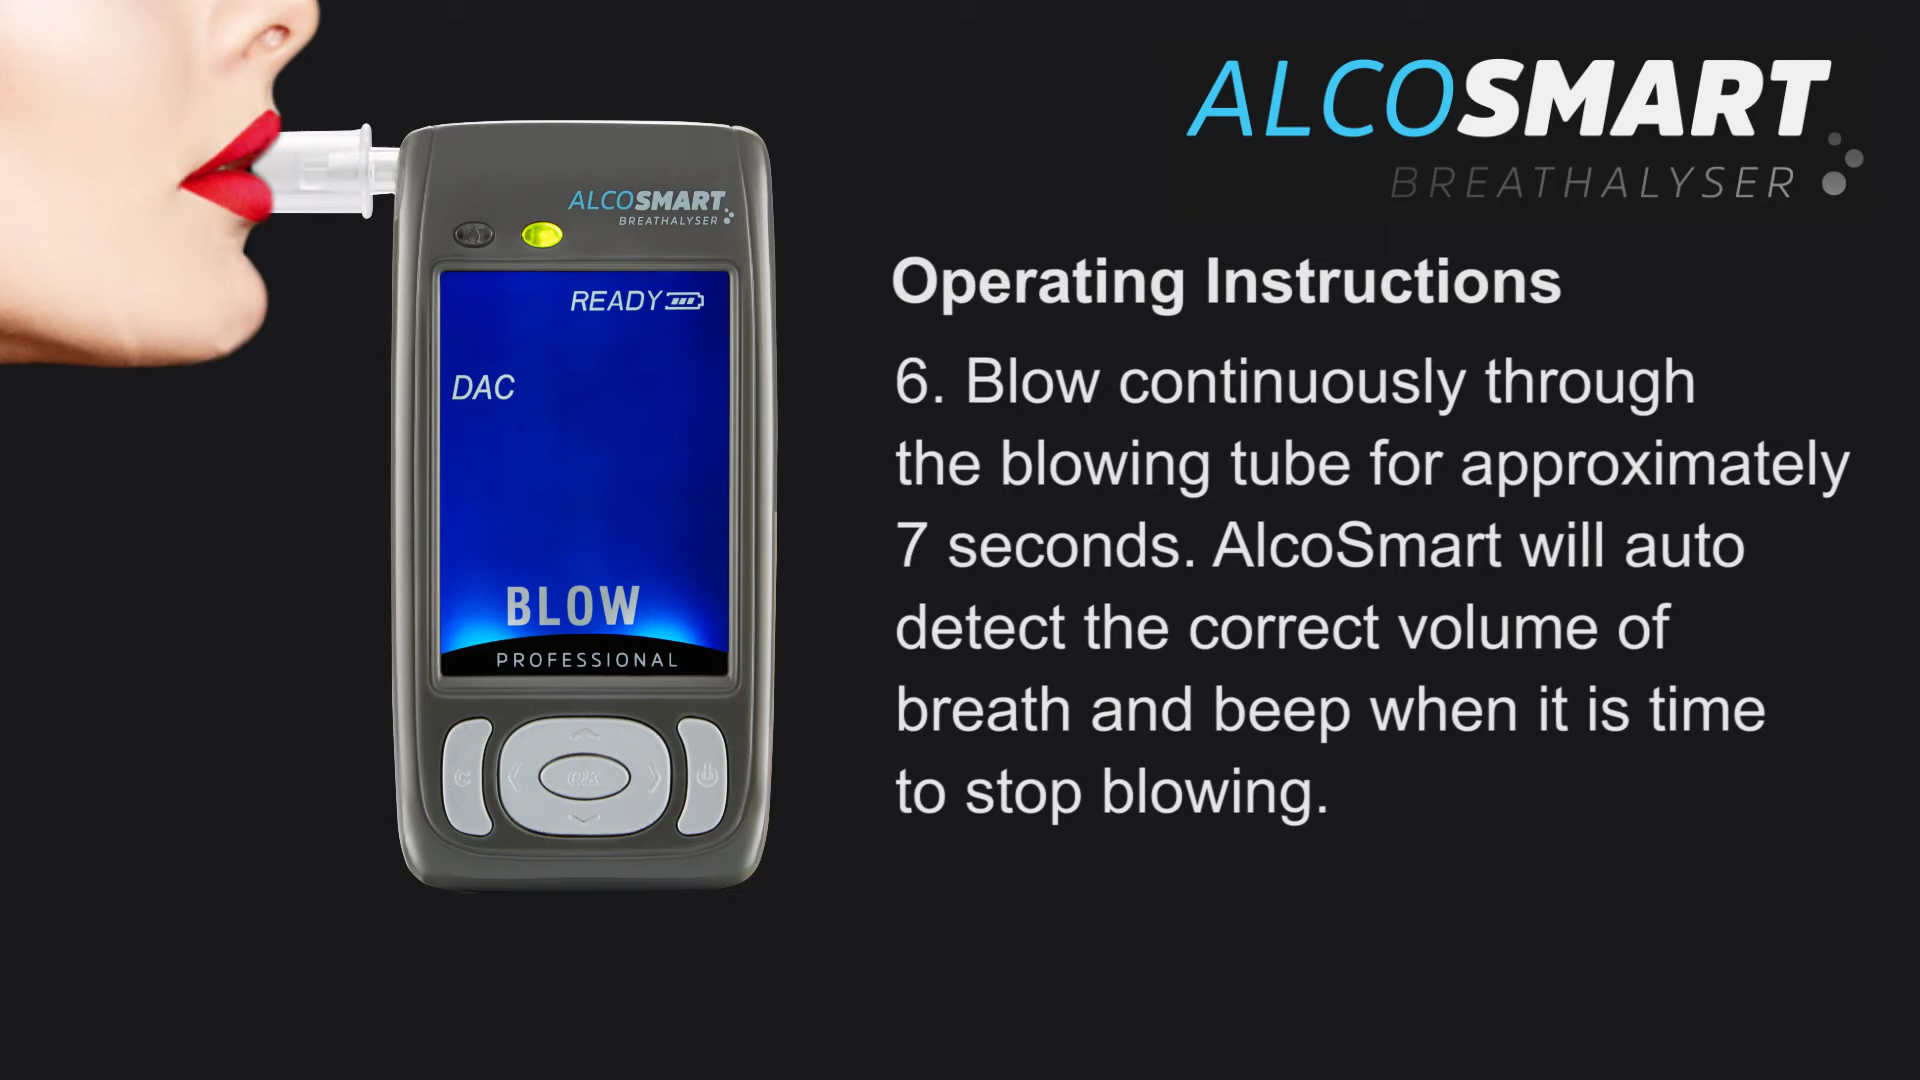 ALCOSMART
BREATHALYSER
ALCOSMART
BREATHALYSER
READY
DAC
BLOW
PROFESSIONAL
C
OK
Operating Instructions
6. Blow continuously through
the blowing tube for approximately
7 seconds. AlcoSmart will auto
detect the correct volume of
breath and beep when it is time
to stop blowing.